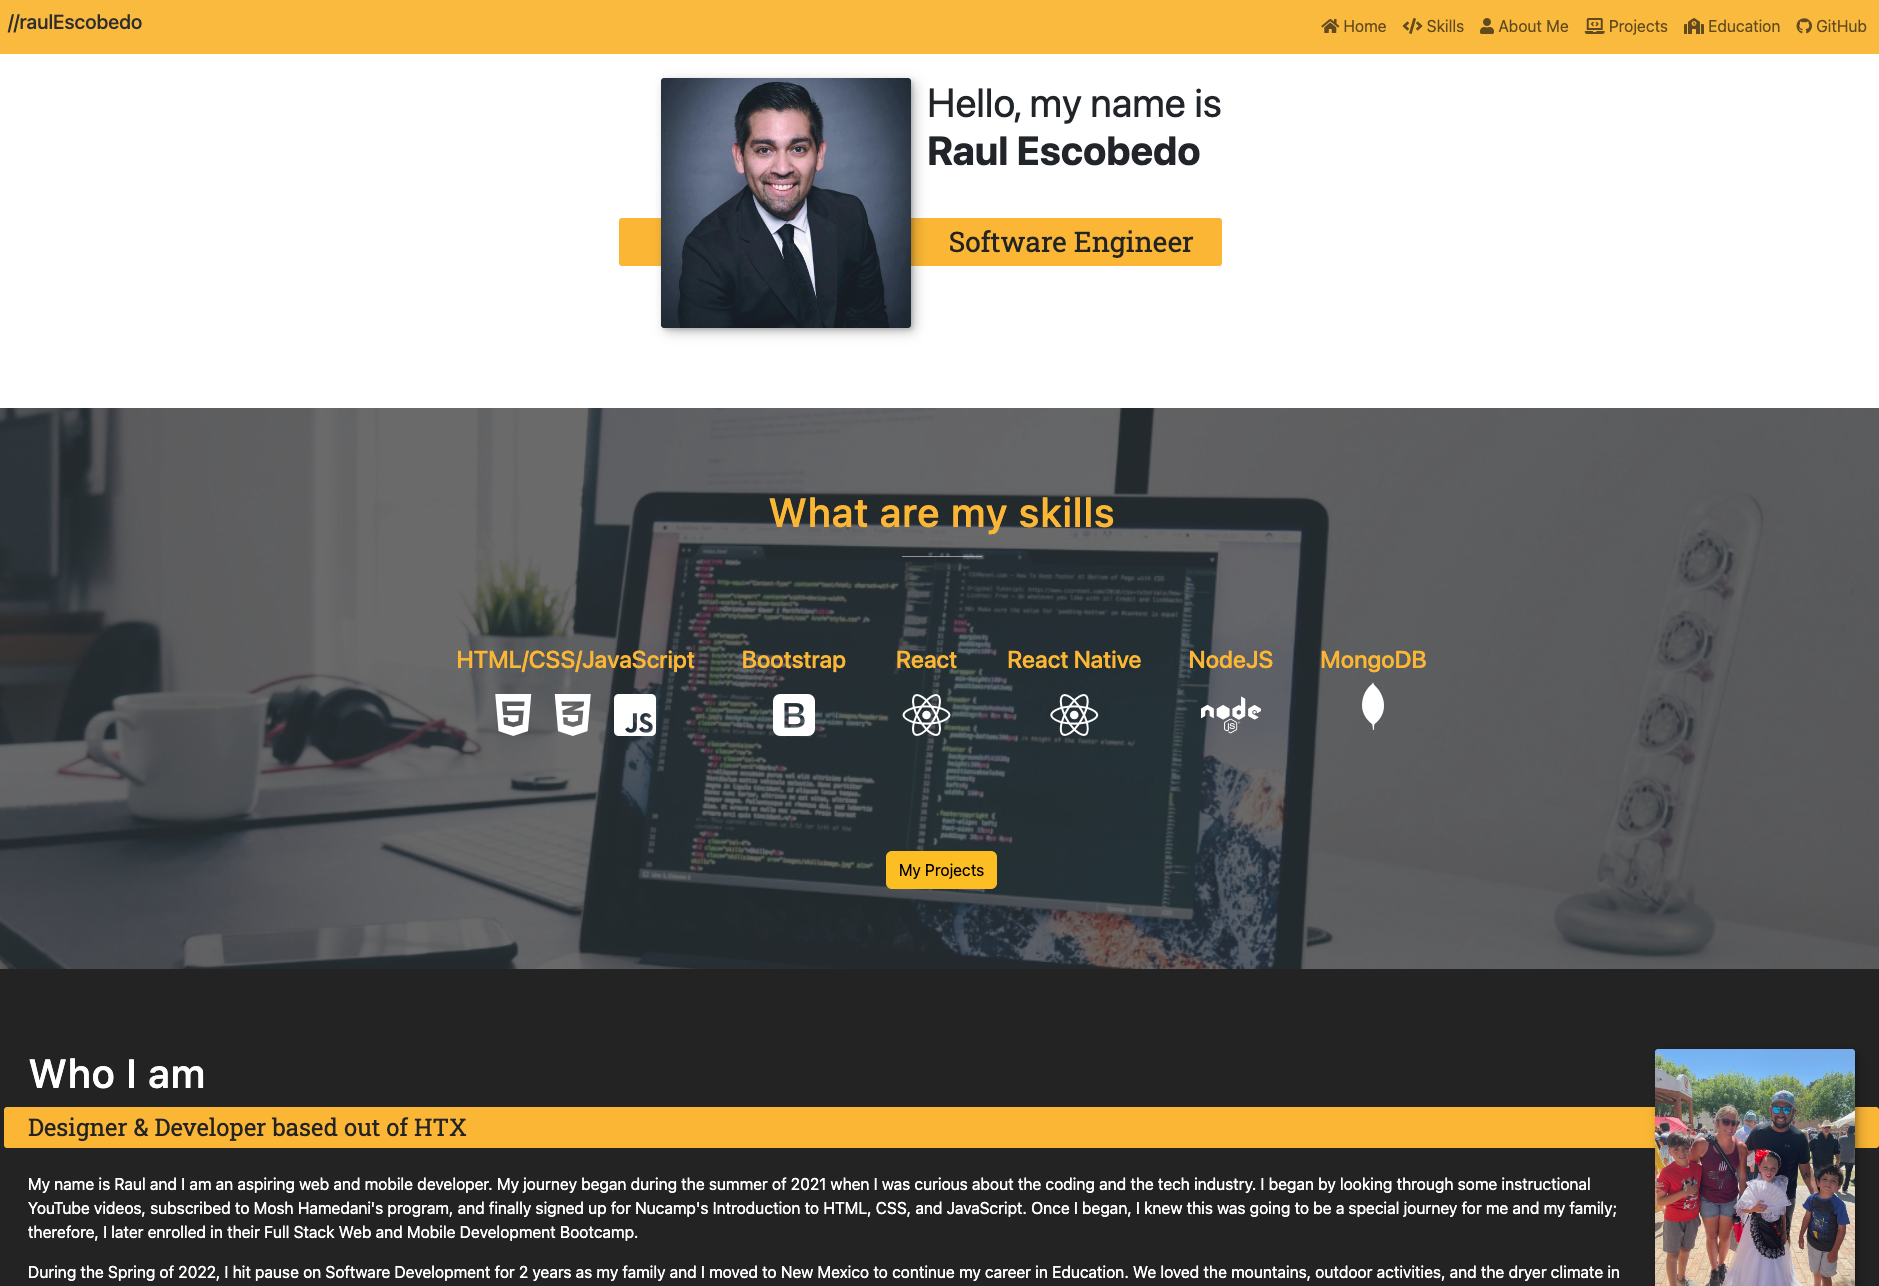 //raulEscobedo
Home Skills About Me Projects Education GitHub
Hello, my name is
Raul Escobedo
Software Engineer
What are my skills
HTML/CSS/JavaScript Bootstrap React React Native NodeJS MongoDB
JS B node JS
My Projects
Who I am
Designer & Developer based out of HTX
My name is Raul and I am an aspiring web and mobile developer. My journey began during the summer of 2021 when I was curious about the coding and the tech industry. I began by looking through some instructional
YouTube videos, subscribed to Mosh Hamedani's program, and finally signed up for Nucamp's Introduction to HTML, CSS, and JavaScript. Once I began, I knew this was going to be a special journey for me and my family;
therefore, I later enrolled in their Full Stack Web and Mobile Development Bootcamp.
During the Spring of 2022, I hit pause on Software Development for 2 years as my family and I moved to New Mexico to continue my career in Education. We loved the mountains, outdoor activities, and the dryer climate in